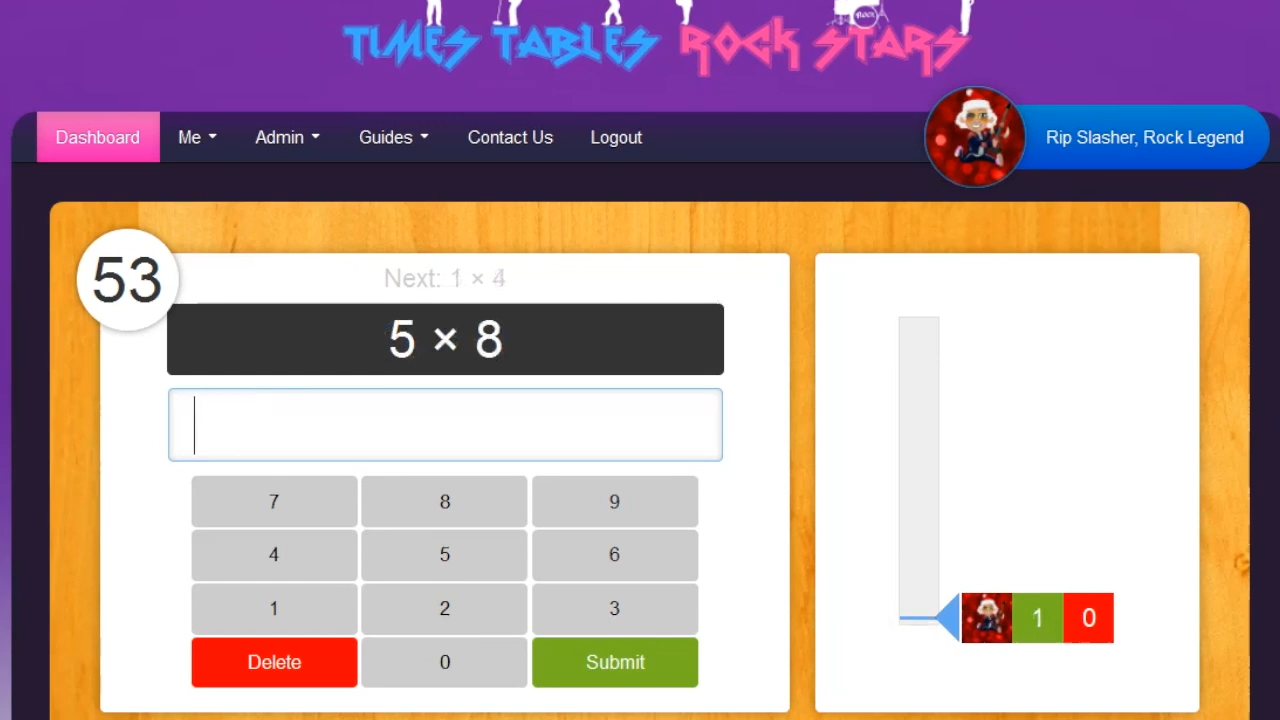 ROCK
TIMES TABLES ROCK STARS
Dashboard Me Admin Guides Contact Us Logout
Rip Slasher, Rock Legend
53
Next: 1 × 4
5 × 8
7 8 9
4 5 6
1 2 3
1 0
Delete 0 Submit